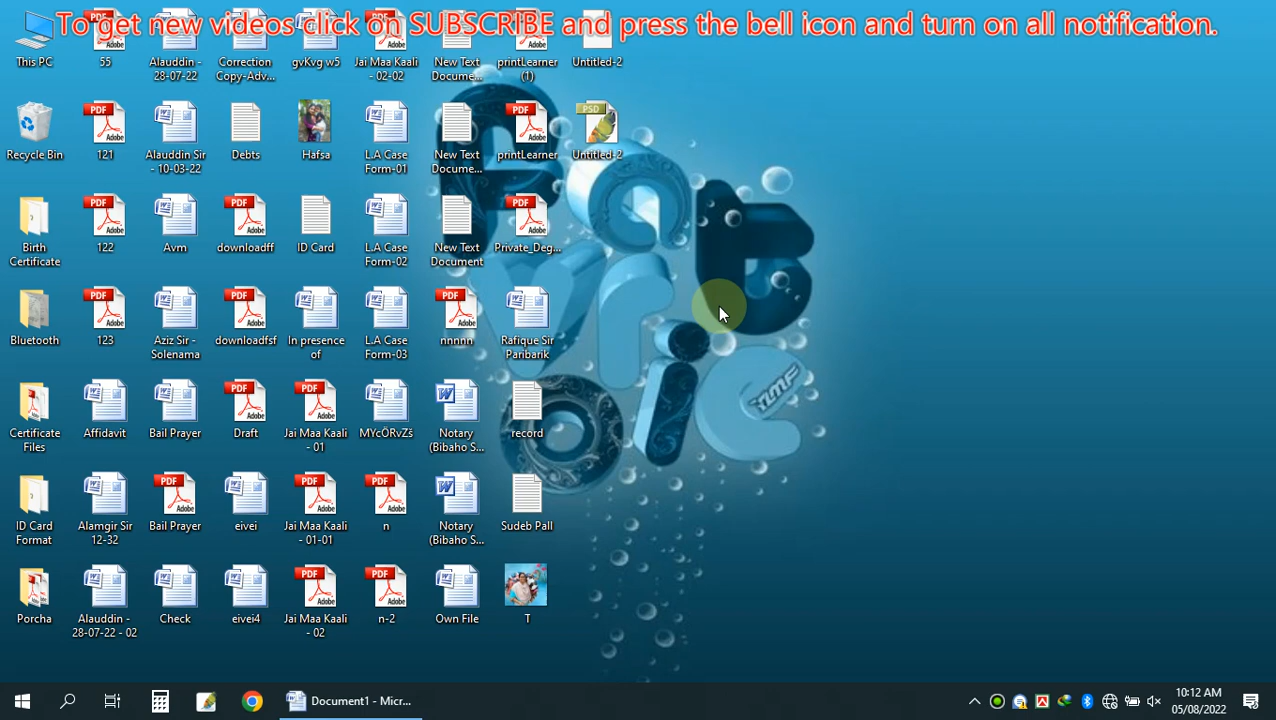 To get new videos click on SUBSCRIBE and press the bell icon and turn on all notification.
This PC
55
Alauddin -
28-07-22
Correction
Copy-Adv...
gvKvg w5
Jai Maa Kaali
- 02-02
New Text
Docume...
printLearner
(1)
Untitled-2
Recycle Bin
121
Alauddin Sir
- 10-03-22
Debts
Hafsa
L.A Case
Form-01
New Text
Docume...
printLearner
Untitled-2
Birth
Certificate
122
Avm
downloadff
ID Card
L.A Case
Form-02
New Text
Document
Private_Deg...
Bluetooth
123
Aziz Sir -
Solenama
downloadfsf
In presence
of
L.A Case
Form-03
nnnnn
Rafique Sir
Paribarik
Certificate
Files
Affidavit
Bail Prayer
Draft
Jai Maa Kaali
- 01
MYcÖRvZš
Notary
(Bibaho S...
record
ID Card
Format
Alamgir Sir
12-32
Bail Prayer
eivei
Jai Maa Kaali
- 01-01
n
Notary
(Bibaho S...
Sudeb Pall
Porcha
Alauddin -
28-07-22 - 02
Check
eivei4
Jai Maa Kaali
- 02
n-2
Own File
T
Document1 - Micr...
10:12 AM
05/08/2022